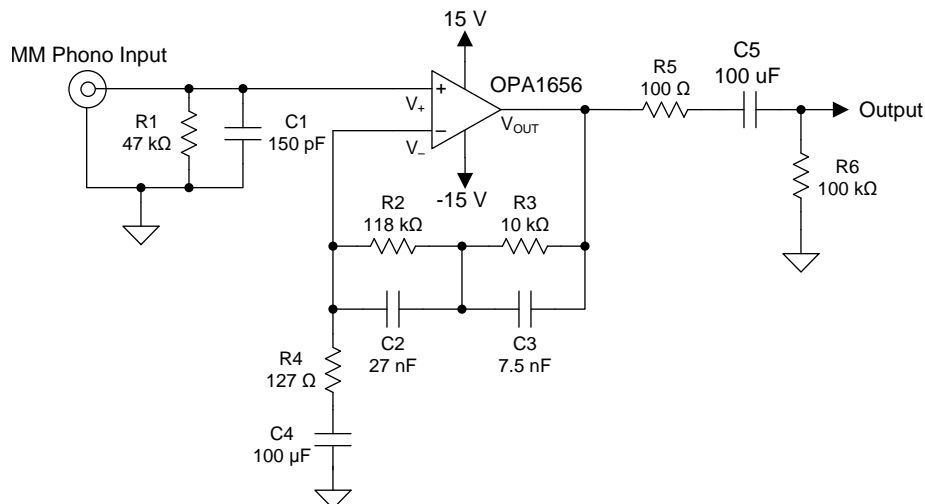 15 V
MM Phono Input
C5
100 uF
R5
100 Ω
OPA1656
+
V+
R1
47 kΩ
C1
150 pF
VOUT
Output
–
V–
R6
100 kΩ
-15 V
R2
118 kΩ
R3
10 kΩ
C2
27 nF
C3
7.5 nF
R4
127 Ω
C4
100 µF